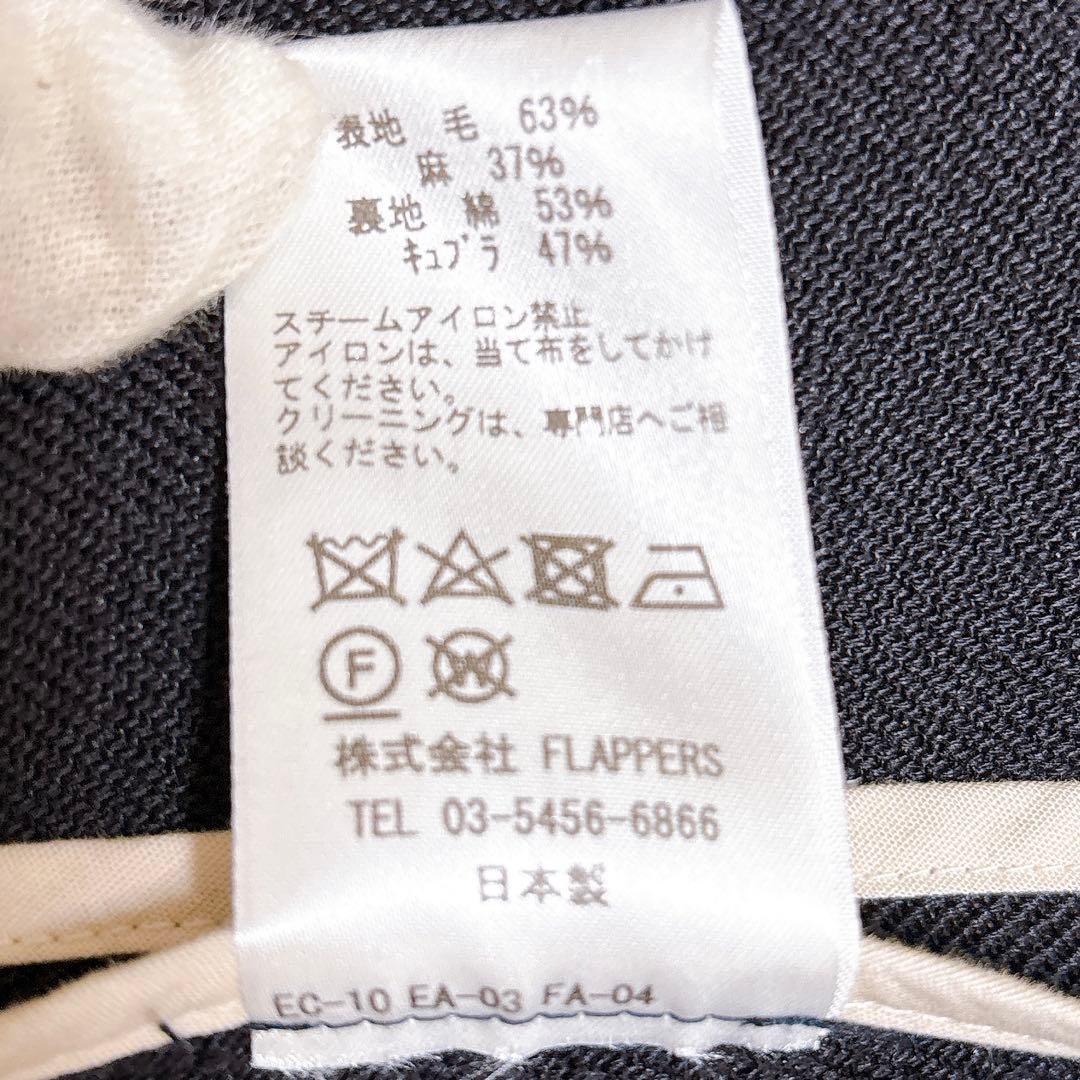 表地 毛 63%
麻 37%
裏地 綿 53%
キュプラ 47%
スチームアイロン禁止
アイロンは、当て布をしてかけ
てください。
クリーニングは、専門店へご相
談ください。
F W
株式会社 FLAPPERS
TEL 03-5456-6866
日本製
EC-10 EA-03 FA-04